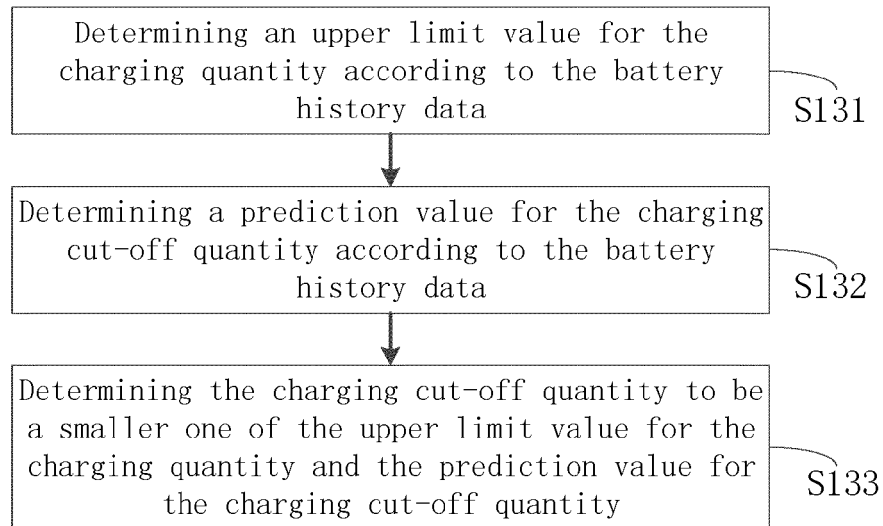 Determining an upper limit value for the
charging quantity according to the battery
history data
S131
Determining a prediction value for the charging
cut-off quantity according to the battery
history data
S132
Determining the charging cut-off quantity to be
a smaller one of the upper limit value for the
charging quantity and the prediction value for
the charging cut-off quantity
S133